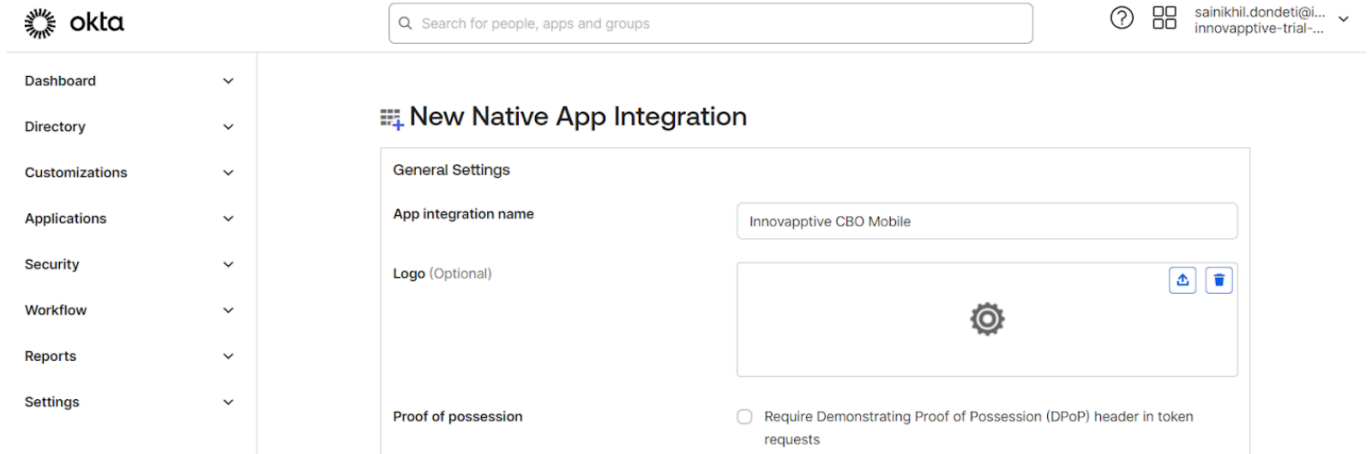 okta
Search for people, apps and groups
sainikhil.dondeti@i...
innovapptive-trial-...
Dashboard
Directory
Customizations
Applications
Security
Workflow
Reports
Settings
New Native App Integration
General Settings
App integration name
Innovapptive CBO Mobile
Logo (Optional)
Proof of possession
Require Demonstrating Proof of Possession (DPoP) header in token
requests